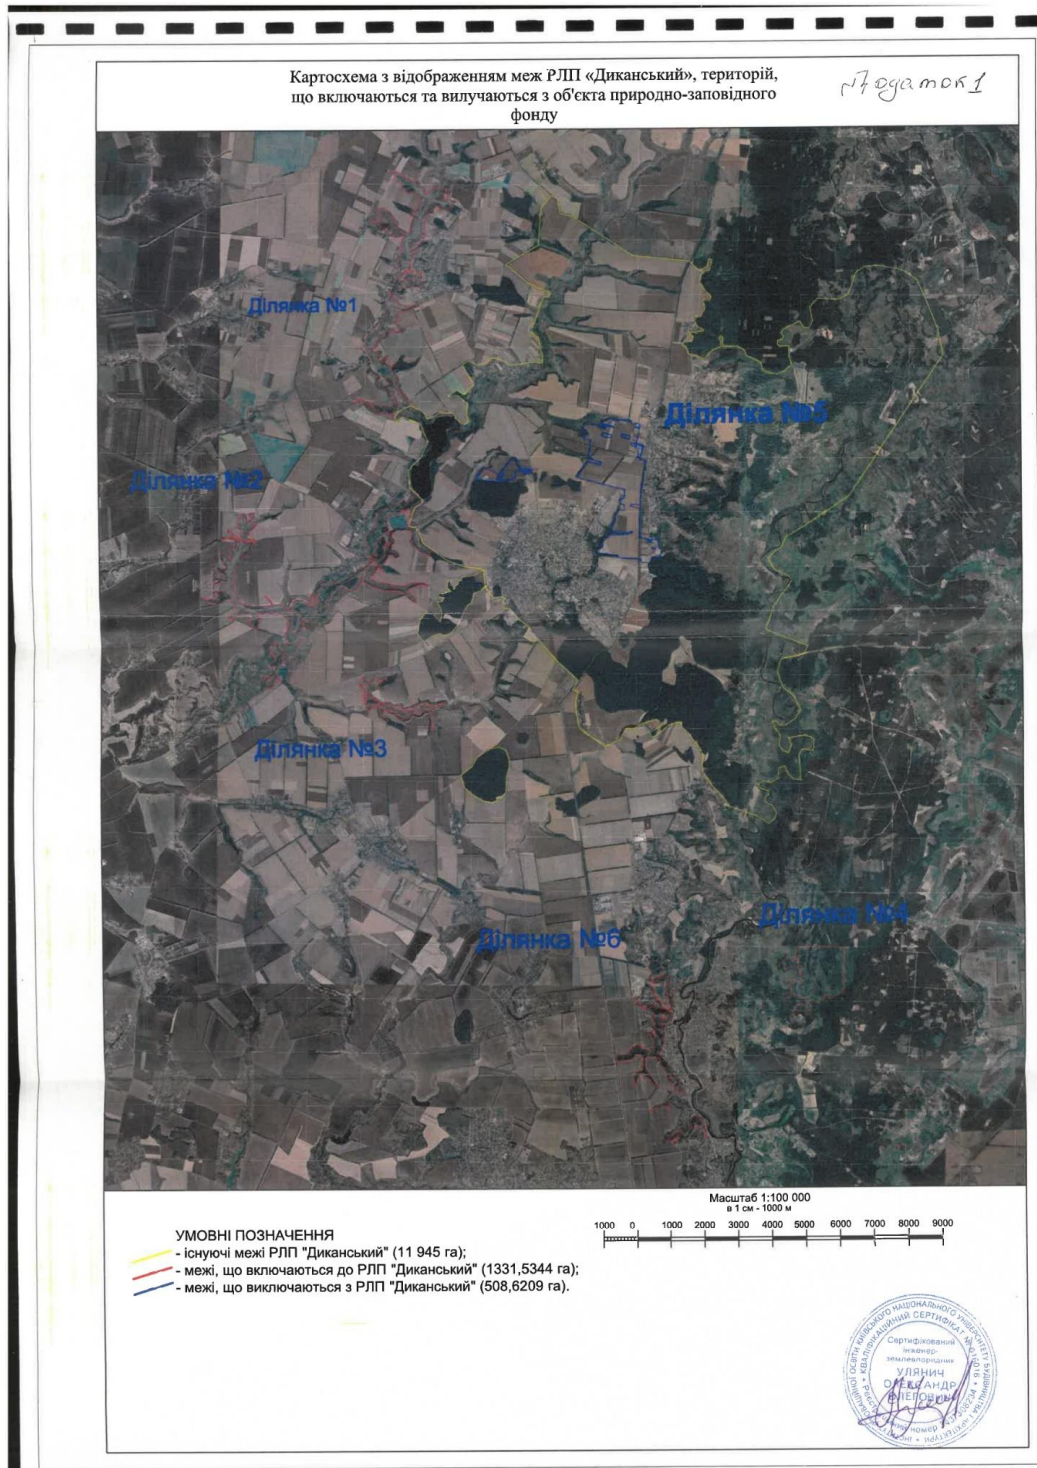 Картосхема з відображенням меж РЛП «Диканський», територій,
що включаються та вилучаються з об'єкта природно-заповідного
фонду
Додаток 1
Ділянка №1
Ділянка №5
Ділянка №2
Ділянка №3
Ділянка №4
Ділянка №6
Масштаб 1:100 000
в 1 см - 1000 м
1000 0 1000 2000 3000 4000 5000 6000 7000 8000 9000
УМОВНІ ПОЗНАЧЕННЯ
- існуючі межі РЛП "Диканський" (11 945 га);
- межі, що включаються до РЛП "Диканський" (1331,5344 га);
- межі, що виключаються з РЛП "Диканський" (508,6209 га).
Сертифікований
інженер-
землевпорядник
УЛЯНИЧ
ОЛЕКСАНДР
ОЛЕГОВИЧ